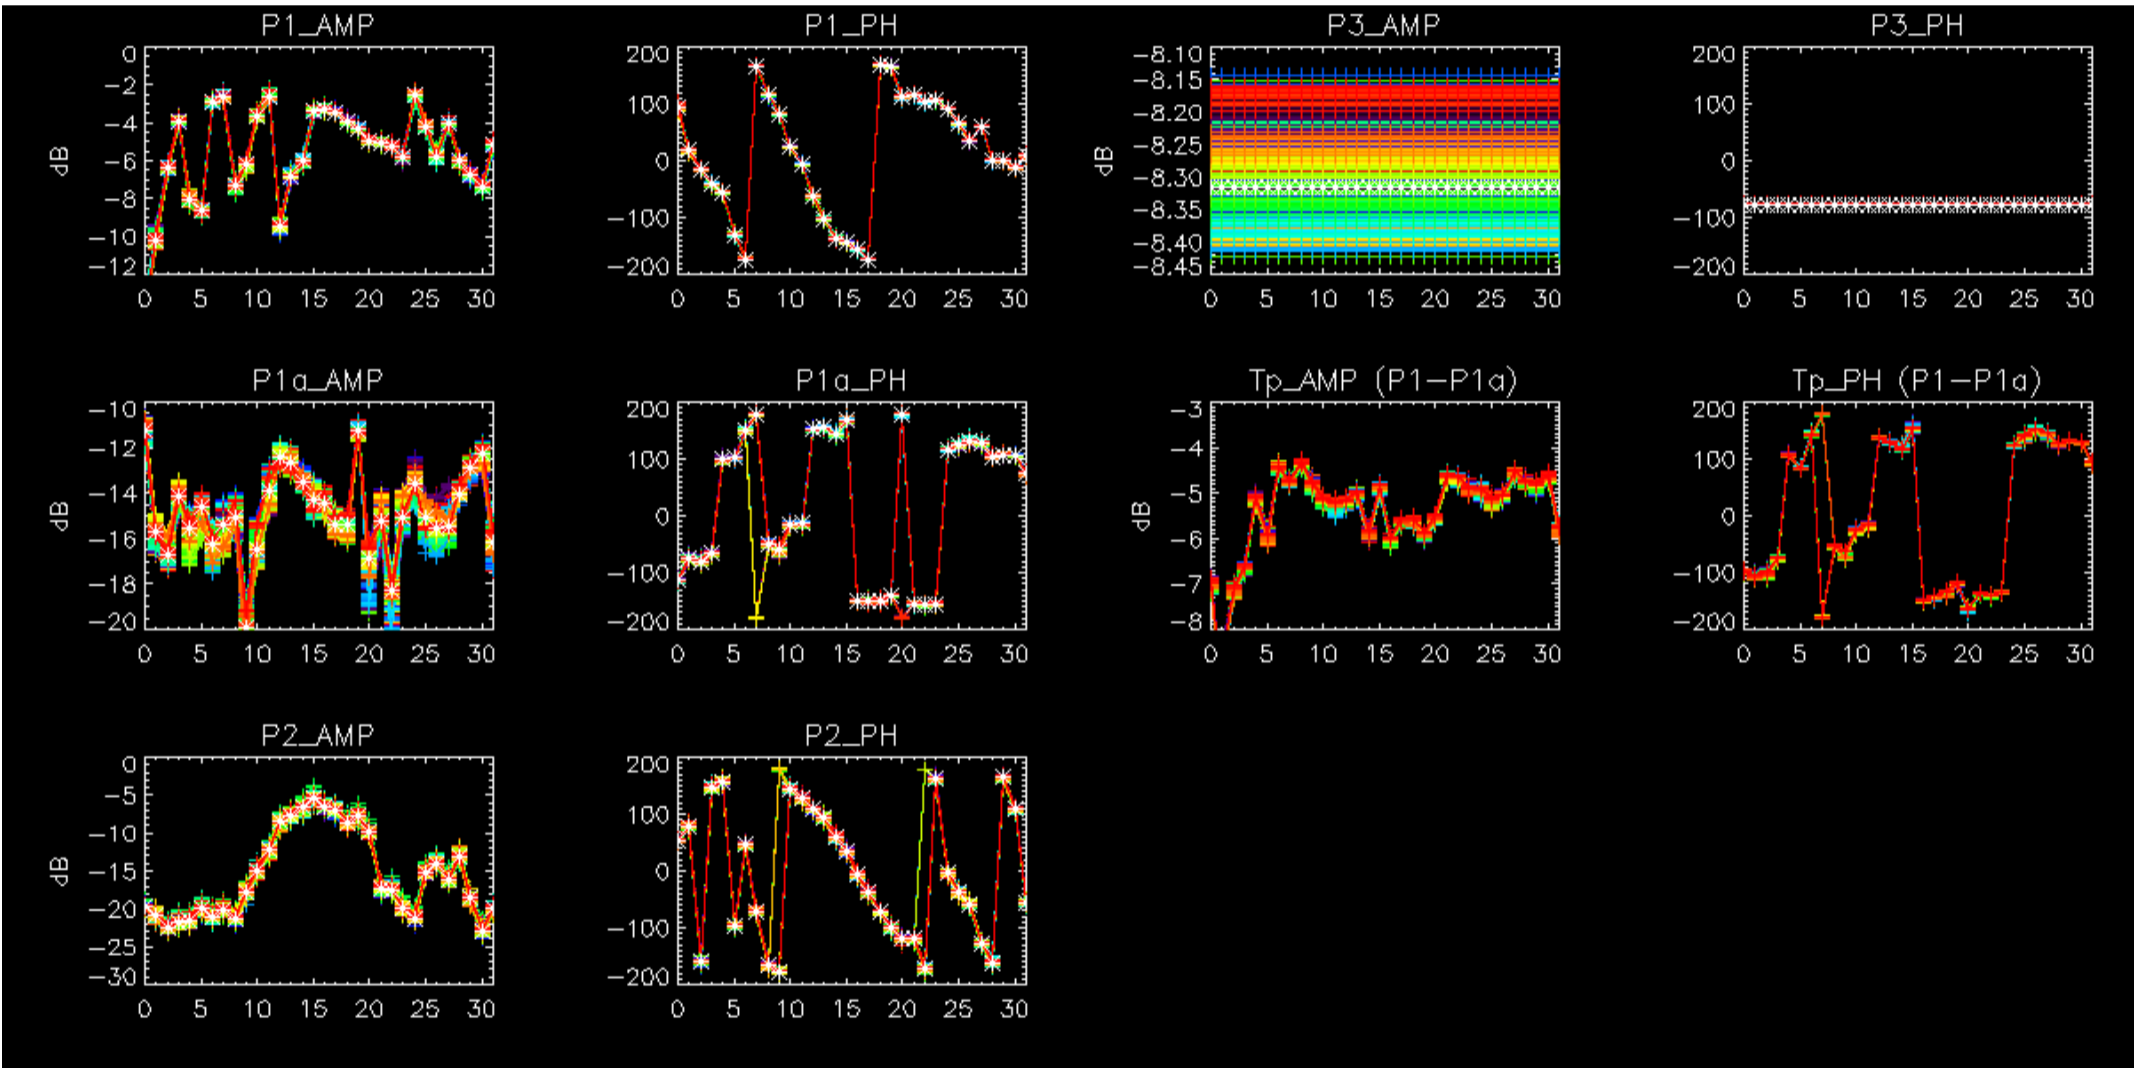 P1_AMP
P1_PH
P3_AMP
P3_PH
dB
0
−2
−4
−6
−8
−10
−12
0 5 10 15 20 25 30
200
100
0
−100
−200
0 5 10 15 20 25 30
dB
−8.10
−8.15
−8.20
−8.25
−8.30
−8.35
−8.40
−8.45
0 5 10 15 20 25 30
200
100
0
−100
−200
0 5 10 15 20 25 30
P1a_AMP
P1a_PH
Tp_AMP (P1−P1a)
Tp_PH (P1−P1a)
dB
−10
−12
−14
−16
−18
−20
0 5 10 15 20 25 30
200
100
0
−100
−200
0 5 10 15 20 25 30
dB
−3
−4
−5
−6
−7
−8
0 5 10 15 20 25 30
200
100
0
−100
−200
0 5 10 15 20 25 30
P2_AMP
P2_PH
dB
0
−5
−10
−15
−20
−25
−30
0 5 10 15 20 25 30
200
100
0
−100
−200
0 5 10 15 20 25 30